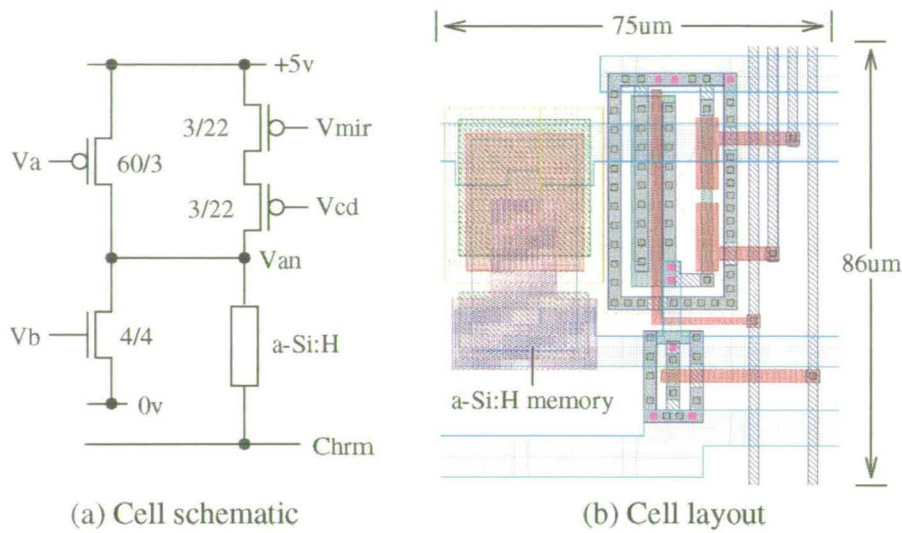 75um
+5v
3/22
Vmir
Va
60/3
3/22
Vcd
Van
86um
Vb
4/4
a-Si:H
a-Si:H memory
0v
Chrm
(a) Cell schematic
(b) Cell layout